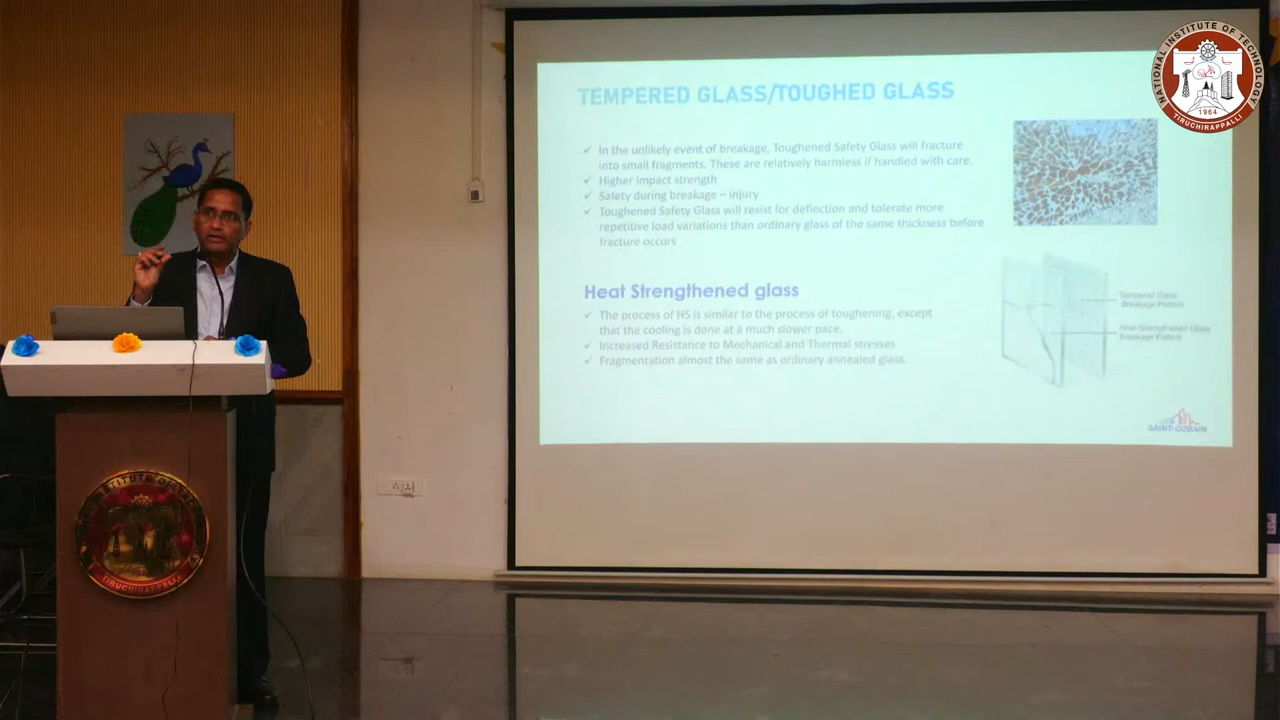 TEMPERED GLASS/TOUGHED GLASS
✓ In the unlikely event of breakage, Toughened Safety Glass will fracture
into small fragments. These are relatively harmless if handled with care.
✓ Higher impact strength
✓ Safety during breakage – injury
✓ Toughened Safety Glass will resist for deflection and tolerate more
repetitive load variations than ordinary glass of the same thickness before
fracture occurs
Heat Strengthened glass
✓ The process of HS is similar to the process of toughening, except
that the cooling is done at a much slower pace.
✓ Increased Resistance to Mechanical and Thermal stresses
✓ Fragmentation almost the same as ordinary annealed glass.
Tempered Glass
Breakage Pattern
Heat-Strengthened Glass
Breakage Pattern
SAINT-GOBAIN
NATIONAL INSTITUTE OF TECHNOLOGY
1964
TIRUCHIRAPPALLI
INSTITUTE OF
TIRUCHIRAPPALLI